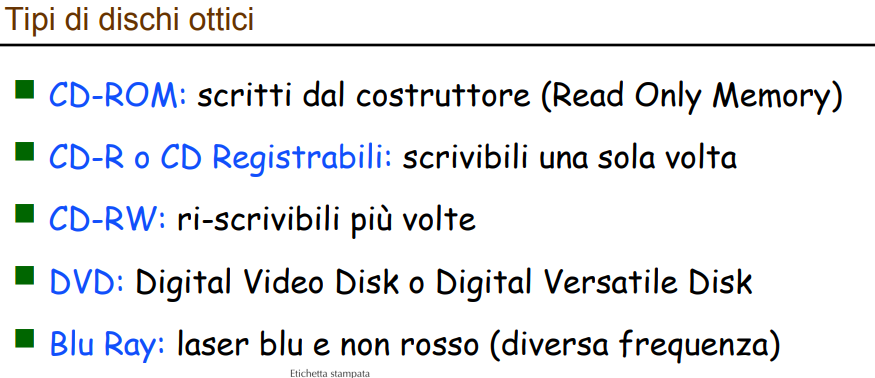 Tipi di dischi ottici
CD-ROM: scritti dal costruttore (Read Only Memory)
CD-R o CD Registrabili: scrivibili una sola volta
CD-RW: ri-scrivibili più volte
DVD: Digital Video Disk o Digital Versatile Disk
Blu Ray: laser blu e non rosso (diversa frequenza)
Etichetta stampata